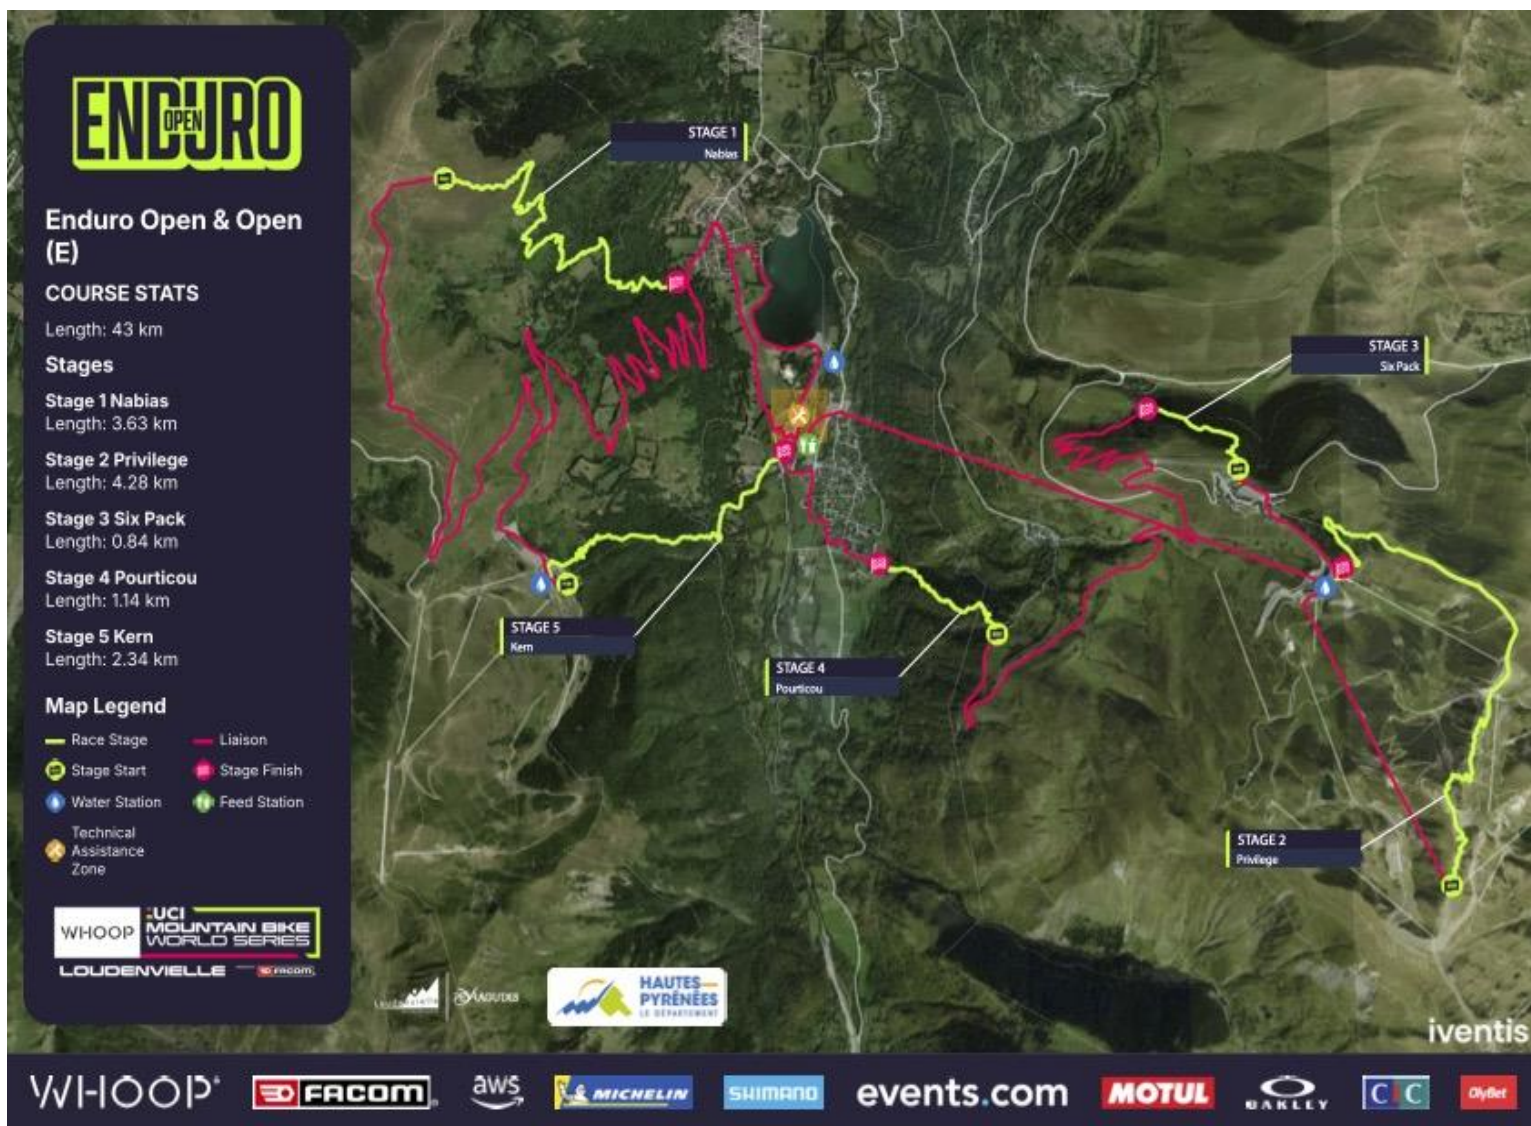 ENDURO
OPEN
Enduro Open & Open
(E)
COURSE STATS
Length: 43 km
Stages
Stage 1 Nabias
Length: 3.63 km
Stage 2 Privilege
Length: 4.28 km
Stage 3 Six Pack
Length: 0.84 km
Stage 4 Pourticou
Length: 1.14 km
Stage 5 Kern
Length: 2.34 km
Map Legend
Race Stage
Liaison
Stage Start
Stage Finish
Water Station
Feed Station
Technical
Assistance
Zone
WHOOP
UCI
MOUNTAIN BIKE
WORLD SERIES
LOUDENVIELLE
FACOM
STAGE 1
Nabias
STAGE 3
Six Pack
STAGE 5
Kern
STAGE 4
Pourticou
STAGE 2
Privilege
HAUTES
PYRÉNÉES
LE DÉPARTEMENT
iventis
WHOOP
FACOM
aws
MICHELIN
SHIMANO
events.com
MOTUL
OAKLEY
CIC
OlyBet